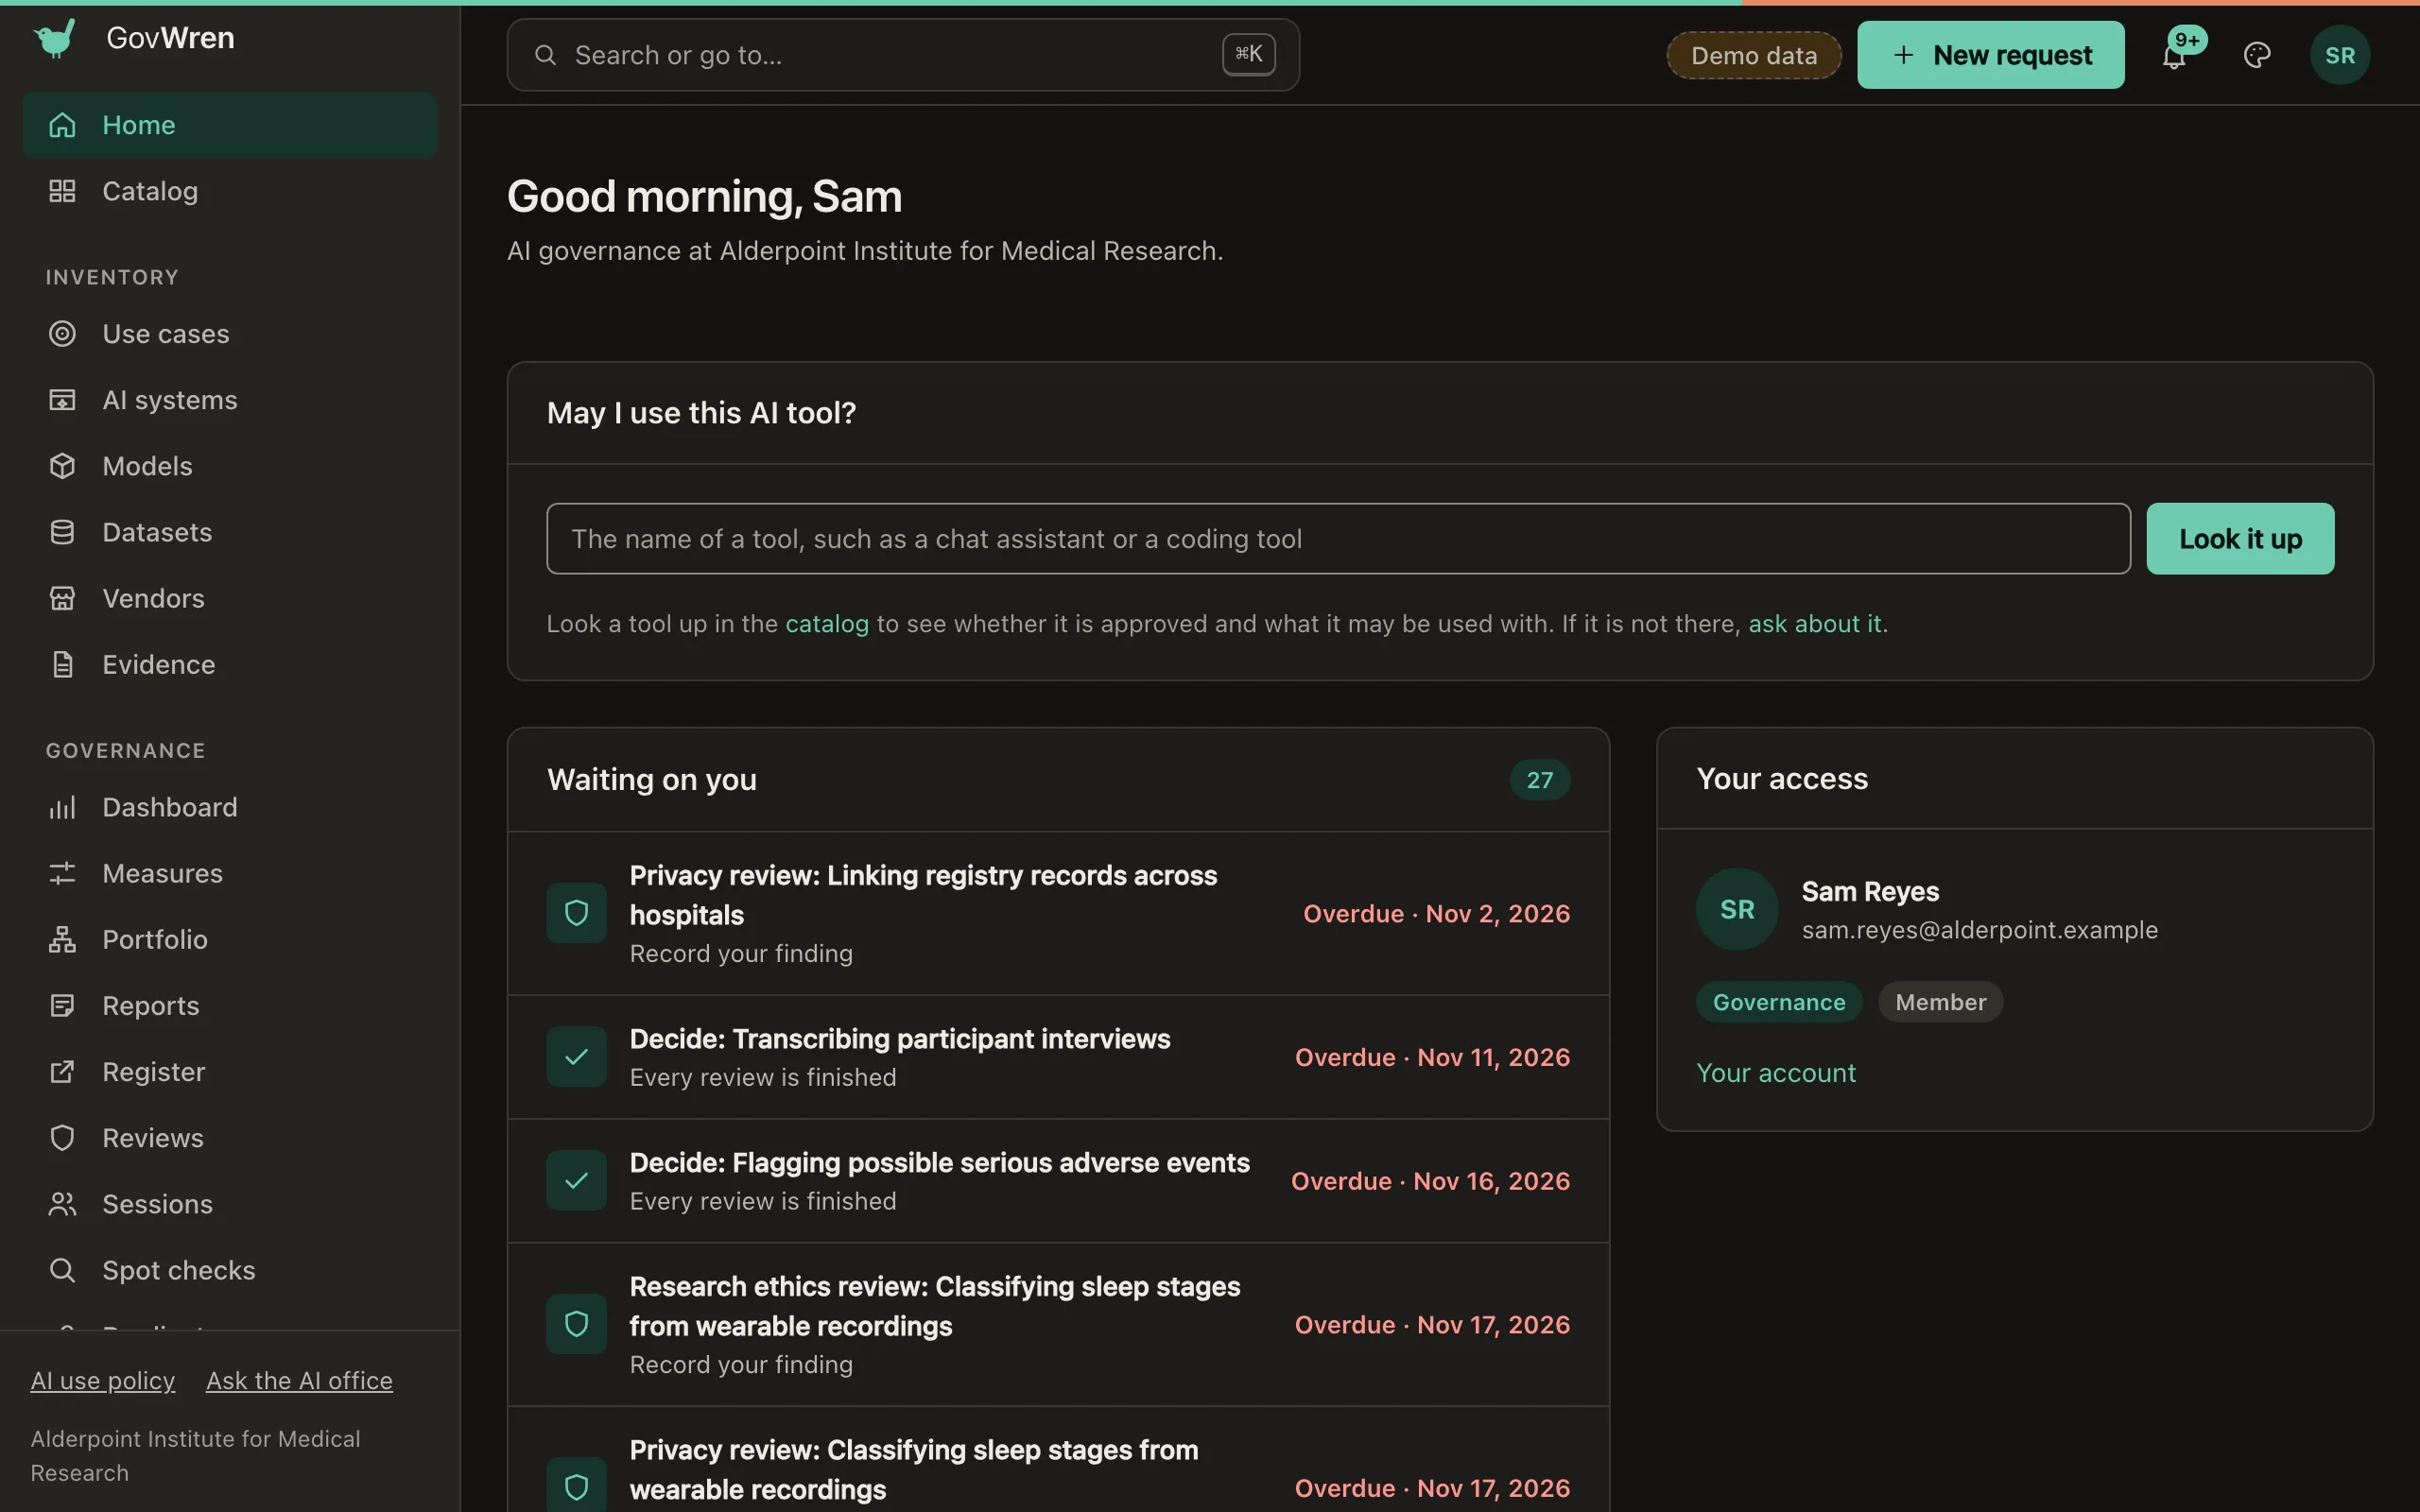 GovWren
Search or go to...
⌘K
Demo data
+ New request
9+
SR
Home
Catalog
INVENTORY
Use cases
AI systems
Models
Datasets
Vendors
Evidence
GOVERNANCE
Dashboard
Measures
Portfolio
Reports
Register
Reviews
Sessions
Spot checks
AI use policy
Ask the AI office
Alderpoint Institute for Medical
Research
Good morning, Sam
AI governance at Alderpoint Institute for Medical Research.
May I use this AI tool?
The name of a tool, such as a chat assistant or a coding tool
Look it up
Look a tool up in the catalog to see whether it is approved and what it may be used with. If it is not there, ask about it.
Waiting on you
27
Privacy review: Linking registry records across
hospitals
Record your finding
Overdue · Nov 2, 2026
Decide: Transcribing participant interviews
Every review is finished
Overdue · Nov 11, 2026
Decide: Flagging possible serious adverse events
Every review is finished
Overdue · Nov 16, 2026
Research ethics review: Classifying sleep stages
from wearable recordings
Record your finding
Overdue · Nov 17, 2026
Privacy review: Classifying sleep stages from
wearable recordings
Overdue · Nov 17, 2026
Your access
SR
Sam Reyes
sam.reyes@alderpoint.example
Governance
Member
Your account